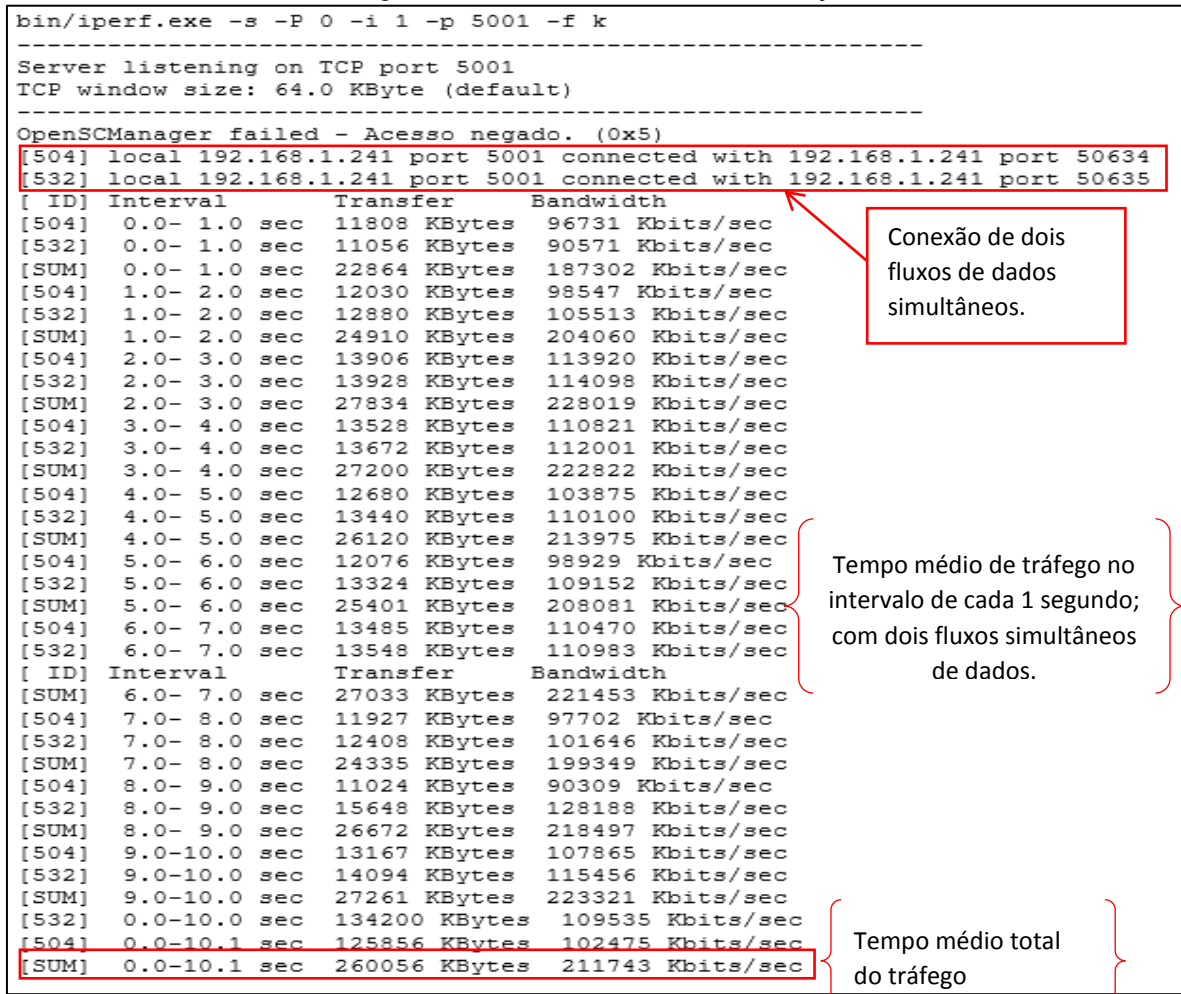 bin/iperf.exe -s -P 0 -i 1 -p 5001 -f k
------------------------------------------------------------
Server listening on TCP port 5001
TCP window size: 64.0 KByte (default)
------------------------------------------------------------
OpenSCManager failed - Acesso negado. (0x5)
[504] local 192.168.1.241 port 5001 connected with 192.168.1.241 port 50634
[532] local 192.168.1.241 port 5001 connected with 192.168.1.241 port 50635
[ ID] Interval Transfer Bandwidth
[504] 0.0- 1.0 sec 11808 KBytes 96731 Kbits/sec
[532] 0.0- 1.0 sec 11056 KBytes 90571 Kbits/sec
[SUM] 0.0- 1.0 sec 22864 KBytes 187302 Kbits/sec
[504] 1.0- 2.0 sec 12030 KBytes 98547 Kbits/sec
[532] 1.0- 2.0 sec 12880 KBytes 105513 Kbits/sec
[SUM] 1.0- 2.0 sec 24910 KBytes 204060 Kbits/sec
[504] 2.0- 3.0 sec 13906 KBytes 113920 Kbits/sec
[532] 2.0- 3.0 sec 13928 KBytes 114098 Kbits/sec
[SUM] 2.0- 3.0 sec 27834 KBytes 228019 Kbits/sec
[504] 3.0- 4.0 sec 13528 KBytes 110821 Kbits/sec
[532] 3.0- 4.0 sec 13672 KBytes 112001 Kbits/sec
[SUM] 3.0- 4.0 sec 27200 KBytes 222822 Kbits/sec
[504] 4.0- 5.0 sec 12680 KBytes 103875 Kbits/sec
[532] 4.0- 5.0 sec 13440 KBytes 110100 Kbits/sec
[SUM] 4.0- 5.0 sec 26120 KBytes 213975 Kbits/sec
[504] 5.0- 6.0 sec 12076 KBytes 98929 Kbits/sec
[532] 5.0- 6.0 sec 13324 KBytes 109152 Kbits/sec
[SUM] 5.0- 6.0 sec 25401 KBytes 208081 Kbits/sec
[504] 6.0- 7.0 sec 13485 KBytes 110470 Kbits/sec
[532] 6.0- 7.0 sec 13548 KBytes 110983 Kbits/sec
[ ID] Interval Transfer Bandwidth
[SUM] 6.0- 7.0 sec 27033 KBytes 221453 Kbits/sec
[504] 7.0- 8.0 sec 11927 KBytes 97702 Kbits/sec
[532] 7.0- 8.0 sec 12408 KBytes 101646 Kbits/sec
[SUM] 7.0- 8.0 sec 24335 KBytes 199349 Kbits/sec
[504] 8.0- 9.0 sec 11024 KBytes 90309 Kbits/sec
[532] 8.0- 9.0 sec 15648 KBytes 128188 Kbits/sec
[SUM] 8.0- 9.0 sec 26672 KBytes 218497 Kbits/sec
[504] 9.0-10.0 sec 13167 KBytes 107865 Kbits/sec
[532] 9.0-10.0 sec 14094 KBytes 115456 Kbits/sec
[SUM] 9.0-10.0 sec 27261 KBytes 223321 Kbits/sec
[532] 0.0-10.0 sec 134200 KBytes 109535 Kbits/sec
[504] 0.0-10.1 sec 125856 KBytes 102475 Kbits/sec
[SUM] 0.0-10.1 sec 260056 KBytes 211743 Kbits/sec
Conexão de dois
fluxos de dados
simultâneos.
Tempo médio de tráfego no
intervalo de cada 1 segundo;
com dois fluxos simultâneos
de dados.
Tempo médio total
do tráfego